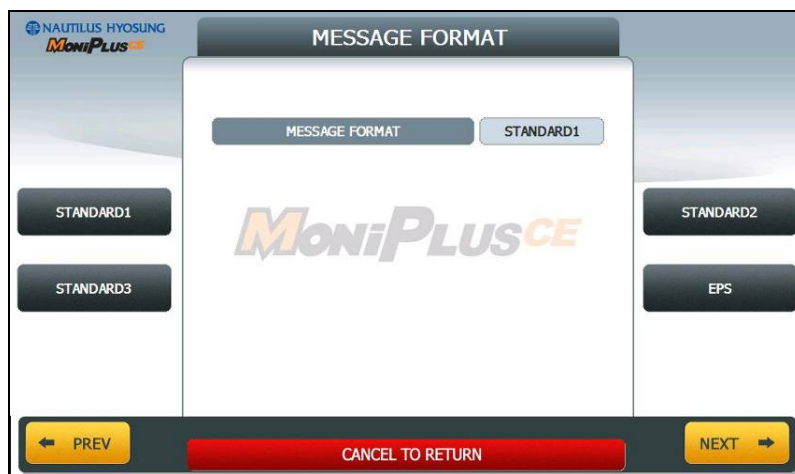 NAUTILUS HYOSUNG
MoniPlusCE
MESSAGE FORMAT
MESSAGE FORMAT
STANDARD1
STANDARD1
MoniPlusCE
STANDARD2
STANDARD3
EPS
PREV
CANCEL TO RETURN
NEXT